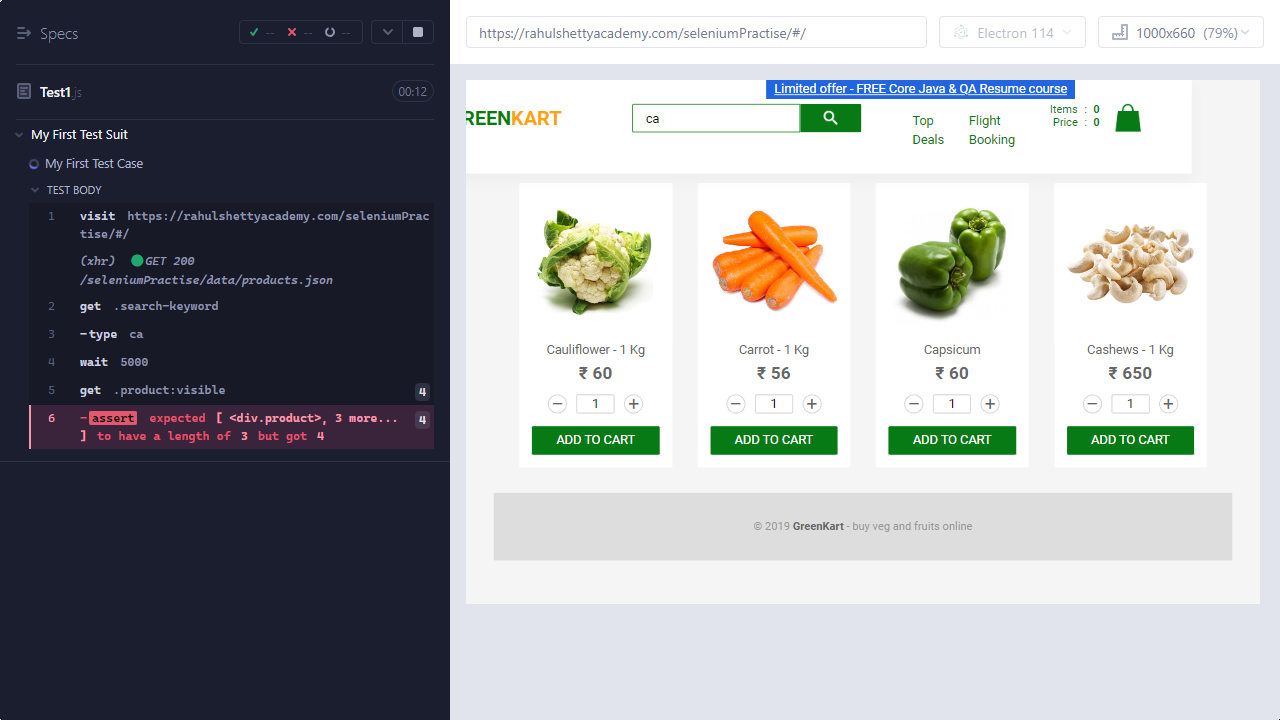 Specs
-- -- --
Test1.js
00:12
My First Test Suit
My First Test Case
TEST BODY
1 visit https://rahulshettyacademy.com/seleniumPrac
tise/#/
(xhr) GET 200
/seleniumPractise/data/products.json
2 get .search-keyword
3 -type ca
4 wait 5000
5 get .product:visible 4
6 -assert expected [ <div.product>, 3 more... 4
] to have a length of 3 but got 4
https://rahulshettyacademy.com/seleniumPractise/#/
Electron 114
1000x660 (79%)
Limited offer - FREE Core Java & QA Resume course
REENKART
ca
Top
Deals
Flight
Booking
Items : 0
Price : 0
Cauliflower - 1 Kg
₹ 60
1
ADD TO CART
Carrot - 1 Kg
₹ 56
1
ADD TO CART
Capsicum
₹ 60
1
ADD TO CART
Cashews - 1 Kg
₹ 650
1
ADD TO CART
© 2019 GreenKart - buy veg and fruits online